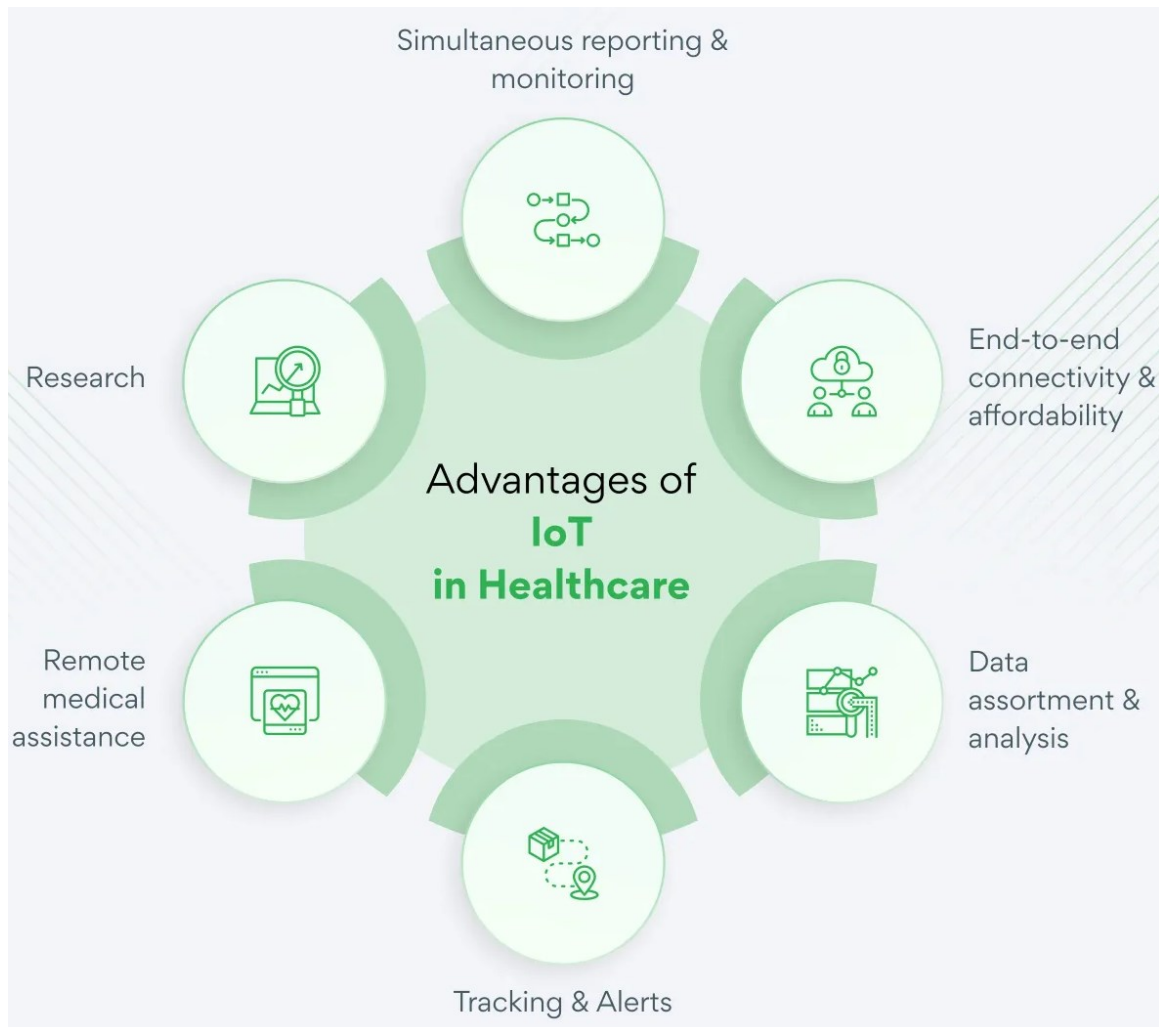 Simultaneous reporting &
monitoring
End-to-end
connectivity &
affordability
Research
Advantages of
IoT
in Healthcare
Remote
medical
assistance
Data
assortment &
analysis
Tracking & Alerts